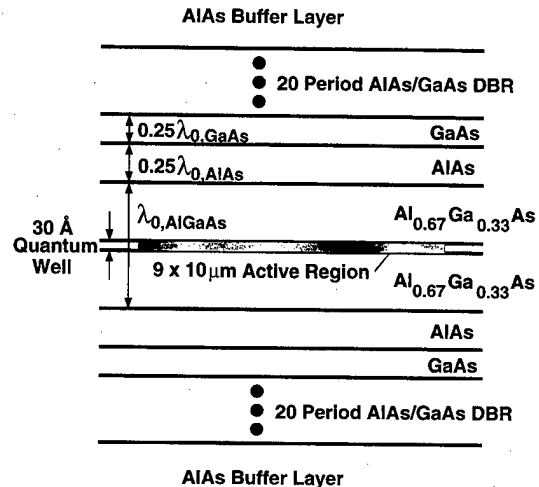 AlAs Buffer Layer
20 Period AlAs/GaAs DBR
0.25λ0,GaAs
GaAs
0.25λ0,AlAs
AlAs
λ0,AlGaAs
Al0.67Ga0.33As
30 Å
Quantum
Well
9 x 10 μm Active Region
Al0.67Ga0.33As
AlAs
GaAs
20 Period AlAs/GaAs DBR
AlAs Buffer Layer